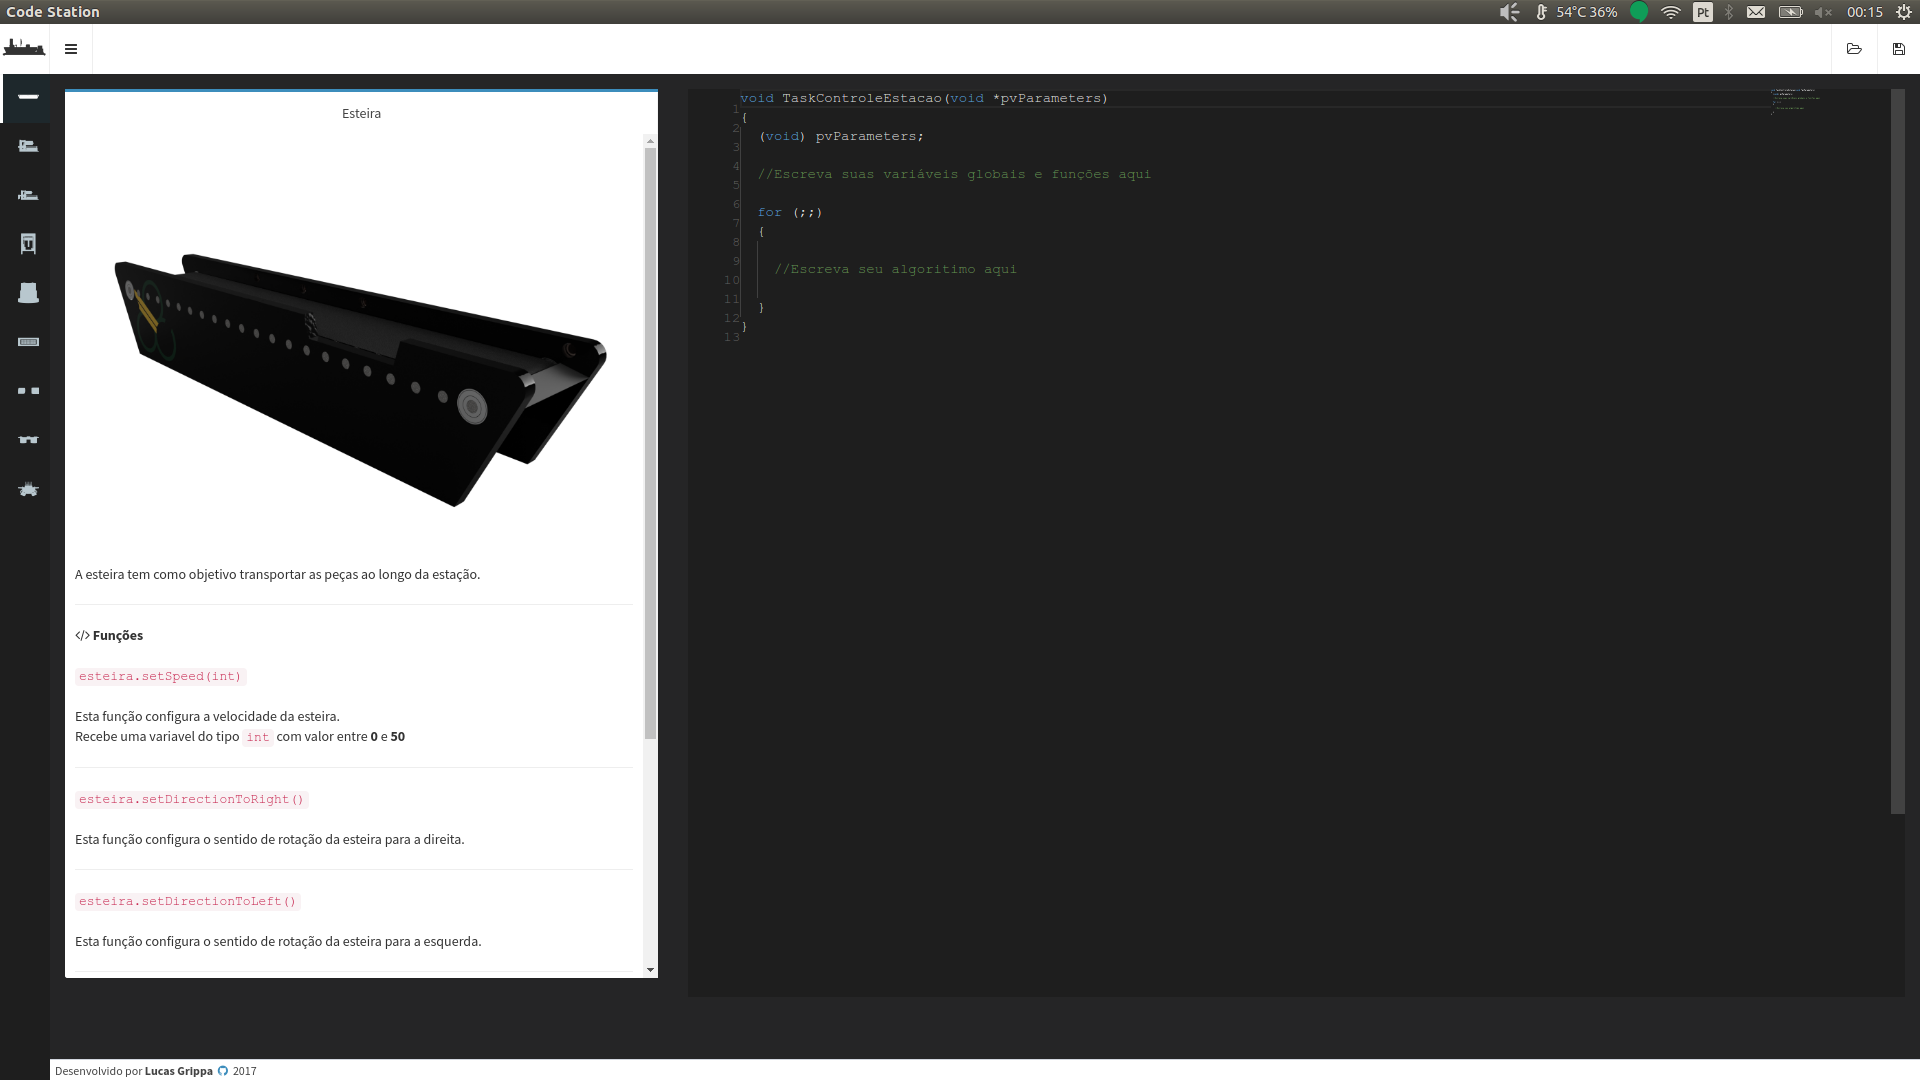 Code Station
54°C 36%
Pt
00:15
Esteira
A esteira tem como objetivo transportar as peças ao longo da estação.
</> Funções
esteira.setSpeed(int)
Esta função configura a velocidade da esteira.
Recebe uma variavel do tipo int com valor entre 0 e 50
esteira.setDirectionToRight()
Esta função configura o sentido de rotação da esteira para a direita.
esteira.setDirectionToLeft()
Esta função configura o sentido de rotação da esteira para a esquerda.
1 void TaskControleEstacao(void *pvParameters)
2 {
3 (void) pvParameters;
4
5 //Escreva suas variáveis globais e funções aqui
6
7 for (;;)
8 {
9
10 //Escreva seu algoritimo aqui
11
12 }
13 }
Desenvolvido por Lucas Grippa 2017